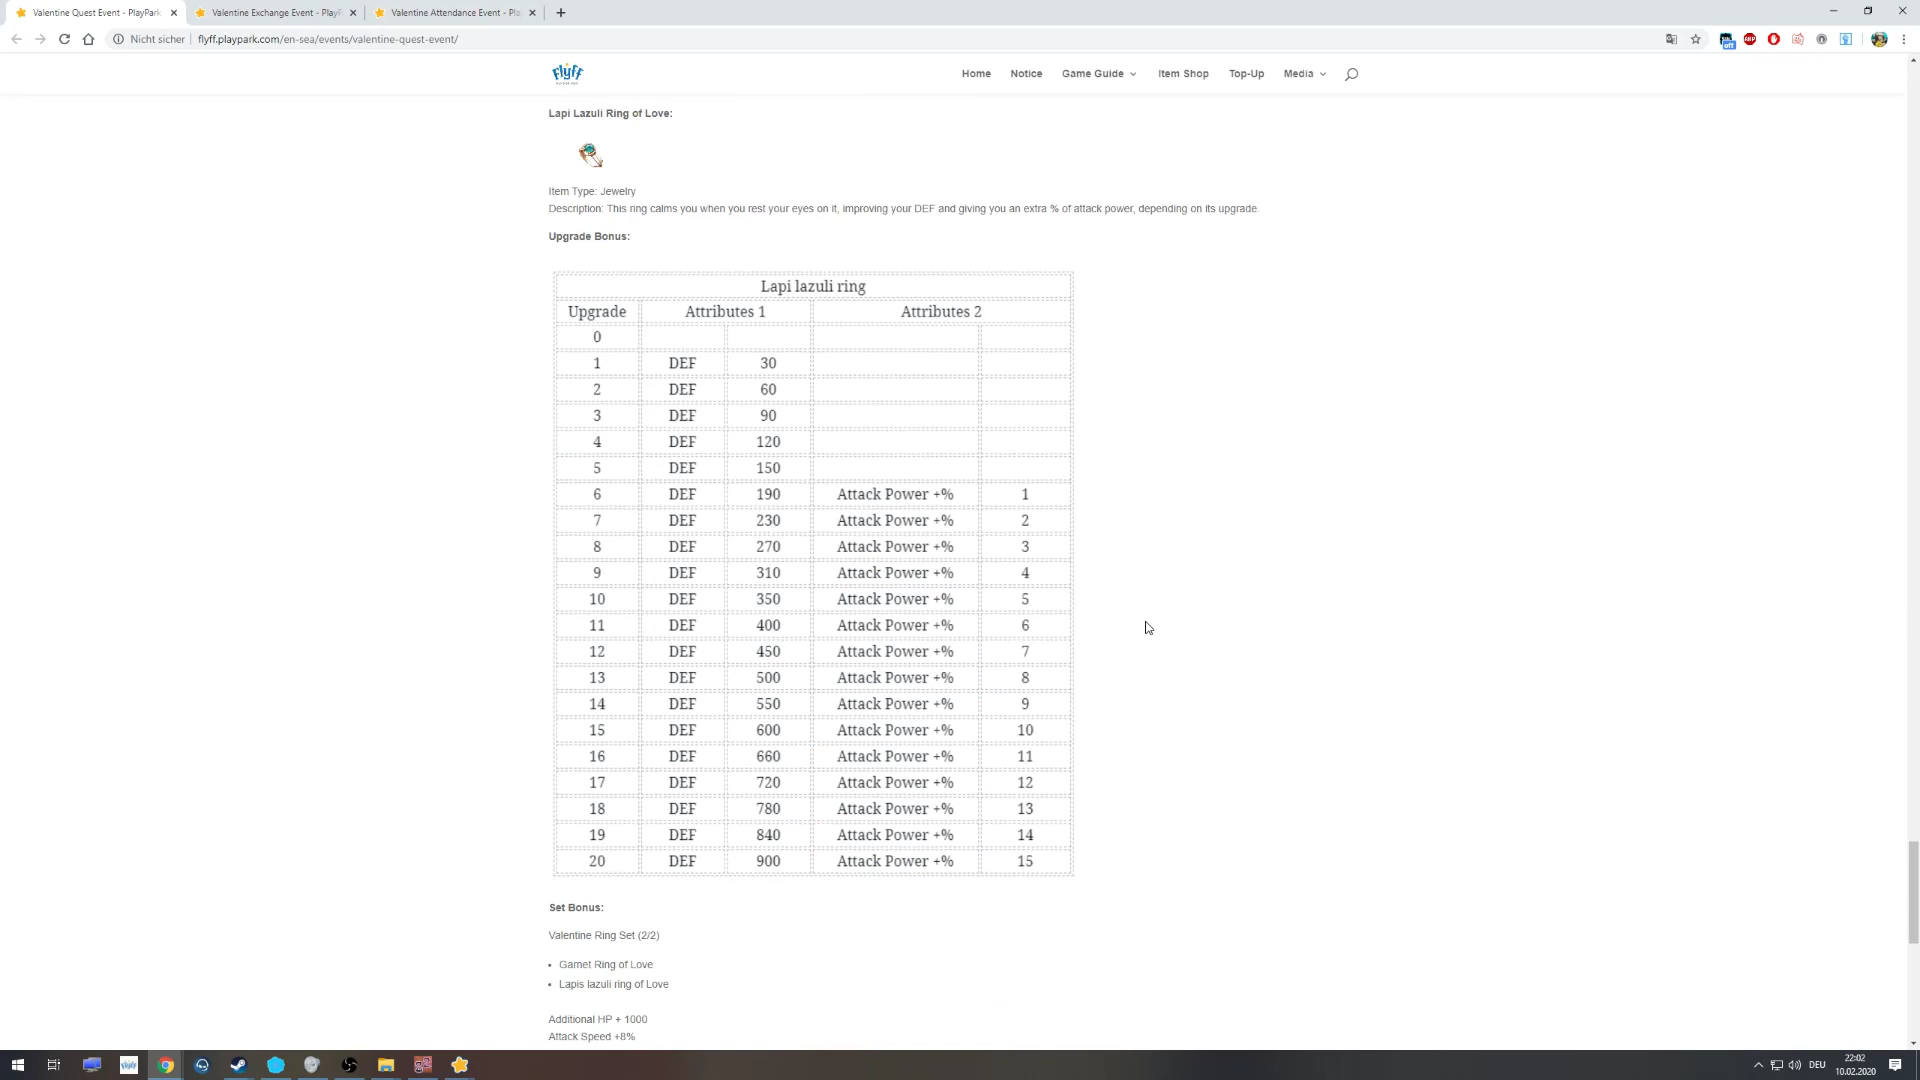 Valentine Quest Event - PlayPark
Valentine Exchange Event - PlayP
Valentine Attendance Event - Pla
Nicht sicher
flyff.playpark.com/en-sea/events/valentine-quest-event/
flyff
Home Notice Game Guide Item Shop Top-Up Media
Lapi Lazuli Ring of Love:
Item Type: Jewelry
Description: This ring calms you when you rest your eyes on it, improving your DEF and giving you an extra % of attack power, depending on its upgrade.
Upgrade Bonus:
Lapi lazuli ring
Upgrade Attributes 1 Attributes 2
0
1 DEF 30
2 DEF 60
3 DEF 90
4 DEF 120
5 DEF 150
6 DEF 190 Attack Power +% 1
7 DEF 230 Attack Power +% 2
8 DEF 270 Attack Power +% 3
9 DEF 310 Attack Power +% 4
10 DEF 350 Attack Power +% 5
11 DEF 400 Attack Power +% 6
12 DEF 450 Attack Power +% 7
13 DEF 500 Attack Power +% 8
14 DEF 550 Attack Power +% 9
15 DEF 600 Attack Power +% 10
16 DEF 660 Attack Power +% 11
17 DEF 720 Attack Power +% 12
18 DEF 780 Attack Power +% 13
19 DEF 840 Attack Power +% 14
20 DEF 900 Attack Power +% 15
Set Bonus:
Valentine Ring Set (2/2)
• Garnet Ring of Love
• Lapis lazuli ring of Love
Additional HP + 1000
Attack Speed +8%
DEU
22:02
10.02.2020